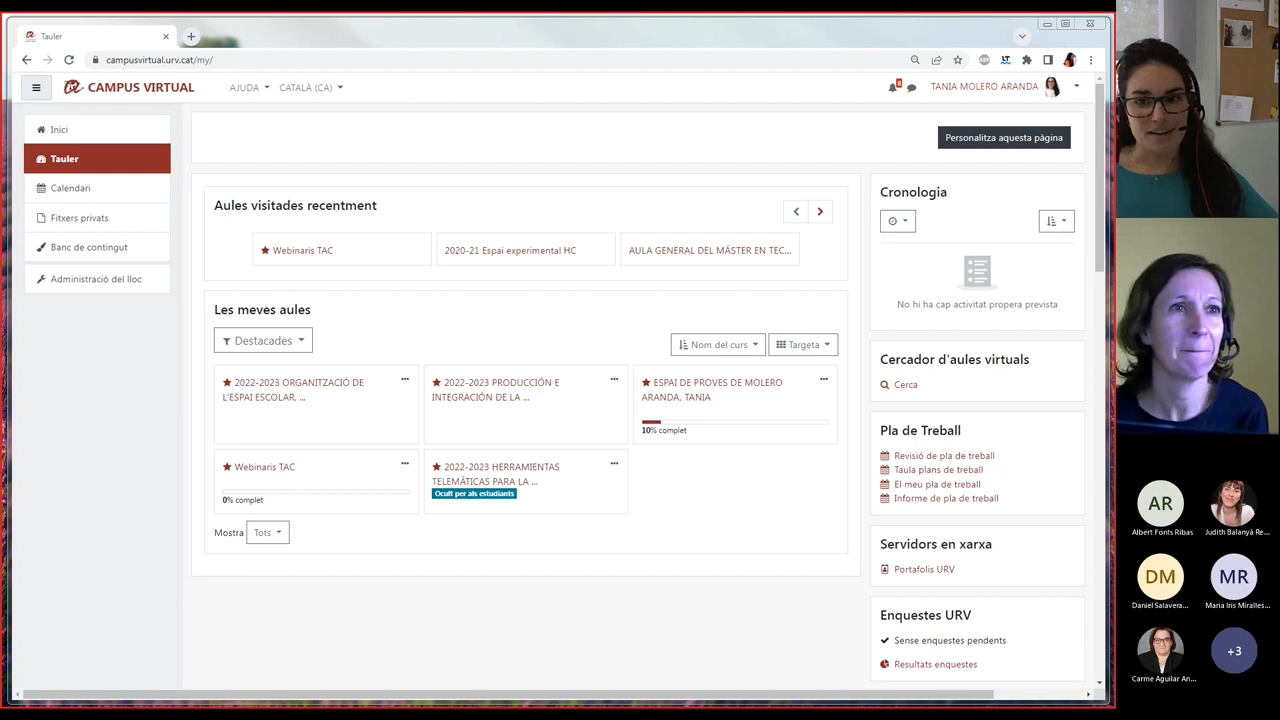 Tauler
campusvirtual.urv.cat/my/
CAMPUS VIRTUAL
AJUDA
CATALÀ (CA)
8
TANIA MOLERO ARANDA
Inici
Tauler
Calendari
Fitxers privats
Banc de contingut
Administració del lloc
Personalitza aquesta pàgina
Aules visitades recentment
Webinaris TAC
2020-21 Espai experimental HC
AULA GENERAL DEL MÁSTER EN TEC...
Les meves aules
Destacades
Nom del curs
Targeta
2022-2023 ORGANITZACIÓ DE
L'ESPAI ESCOLAR, ...
2022-2023 PRODUCCIÓN E
INTEGRACIÓN DE LA ...
ESPAI DE PROVES DE MOLERO
ARANDA, TANIA
10% complet
Webinaris TAC
0% complet
2022-2023 HERRAMIENTAS
TELEMÁTICAS PARA LA ...
Ocult per als estudiants
Mostra
Tots
Cronologia
No hi ha cap activitat propera prevista
Cercador d'aules virtuals
Cerca
Pla de Treball
Revisió de pla de treball
Taula plans de treball
El meu pla de treball
Informe de pla de treball
Servidors en xarxa
Portafolis URV
Enquestes URV
Sense enquestes pendents
Resultats enquestes
AR
Albert Fonts Ribas
Judith Balanyà Re...
DM
Daniel Salavera...
MR
Maria Iris Miralles...
Carme Aguilar An...
+3